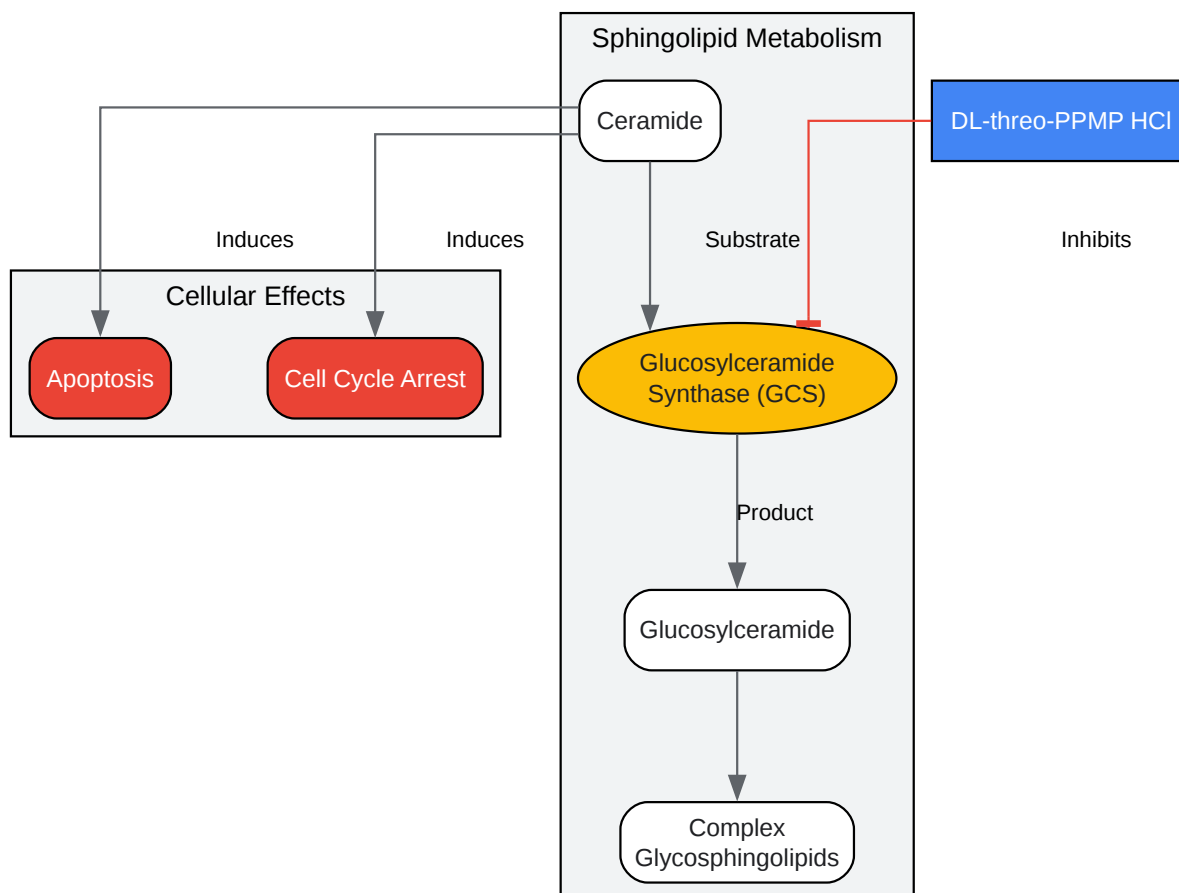 Sphingolipid Metabolism
Ceramide
DL-threo-PPMP HCl
Induces
Induces
Substrate
Inhibits
Cellular Effects
Apoptosis
Cell Cycle Arrest
Glucosylceramide
Synthase (GCS)
Product
Glucosylceramide
Complex
Glycosphingolipids